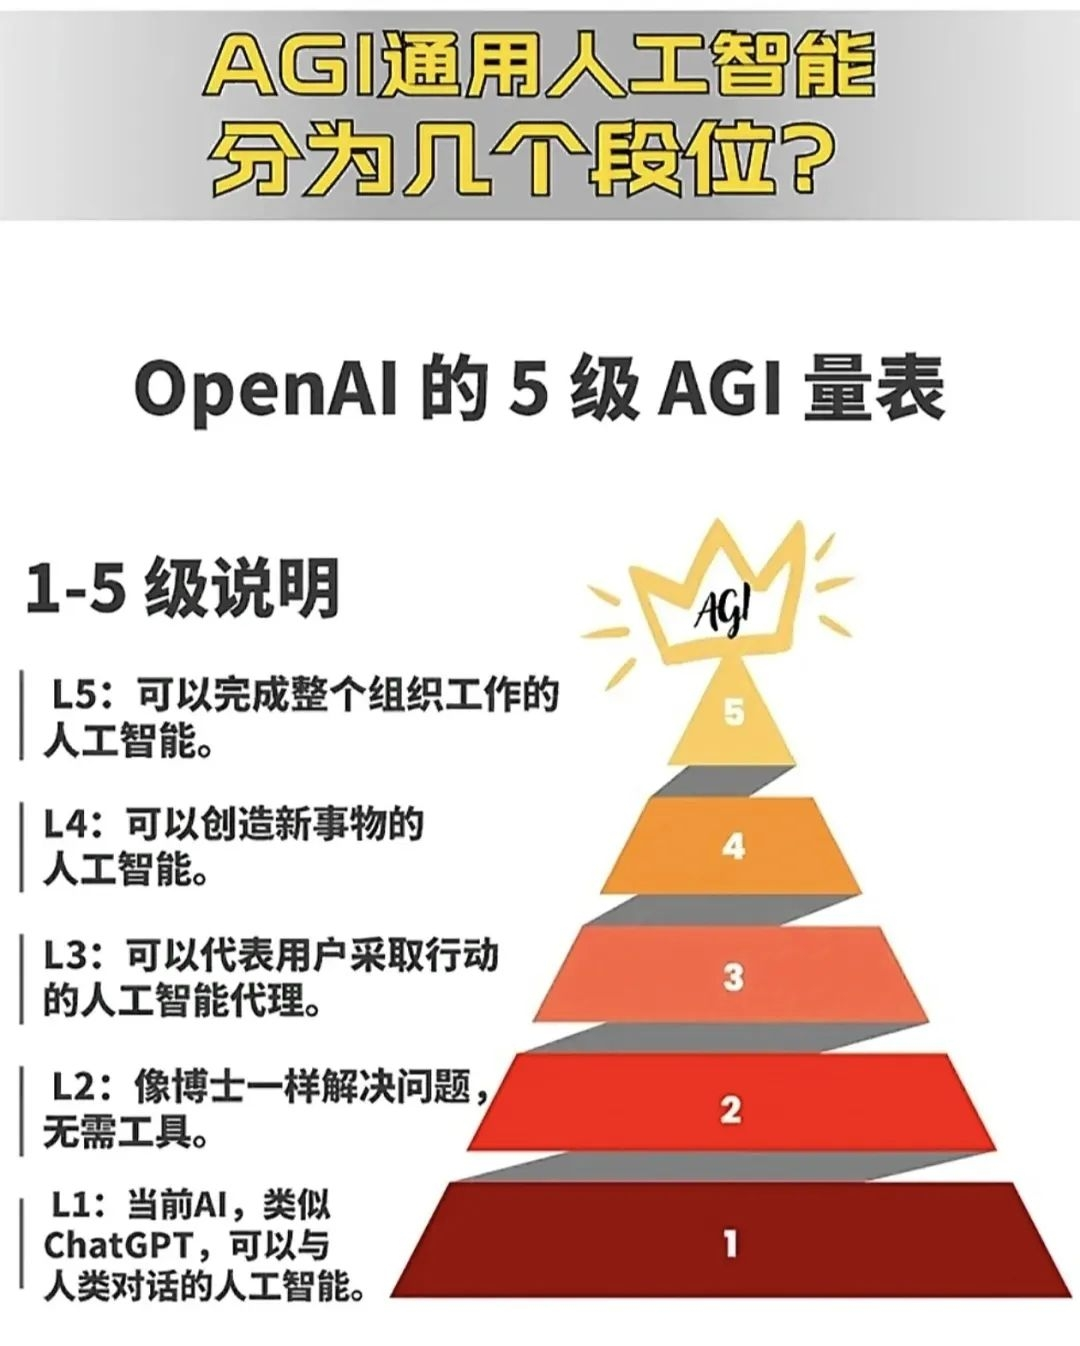 AGI通用人工智能
分为几个段位？
OpenAI 的 5 级 AGI 量表
1-5 级说明
AGI
L5：可以完成整个组织工作的
人工智能。
5
L4：可以创造新事物的
人工智能。
4
L3：可以代表用户采取行动
的人工智能代理。
3
L2：像博士一样解决问题，
无需工具。
2
L1：当前AI，类似
ChatGPT，可以与
人类对话的人工智能。
1